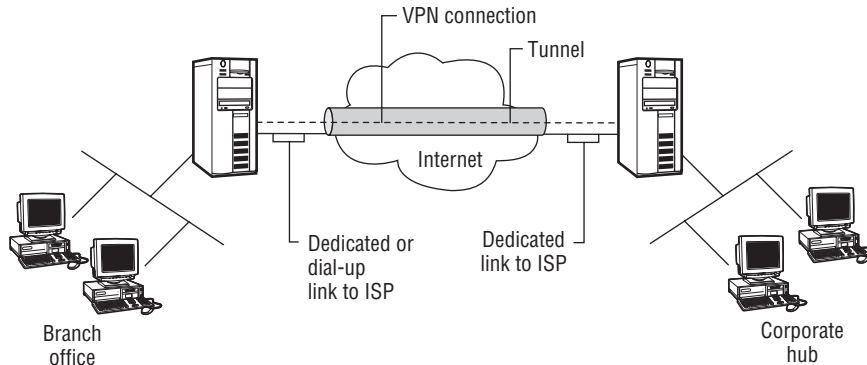 VPN connection
Tunnel
Internet
Dedicated or
dial-up
link to ISP
Dedicated
link to ISP
Branch
office
Corporate
hub